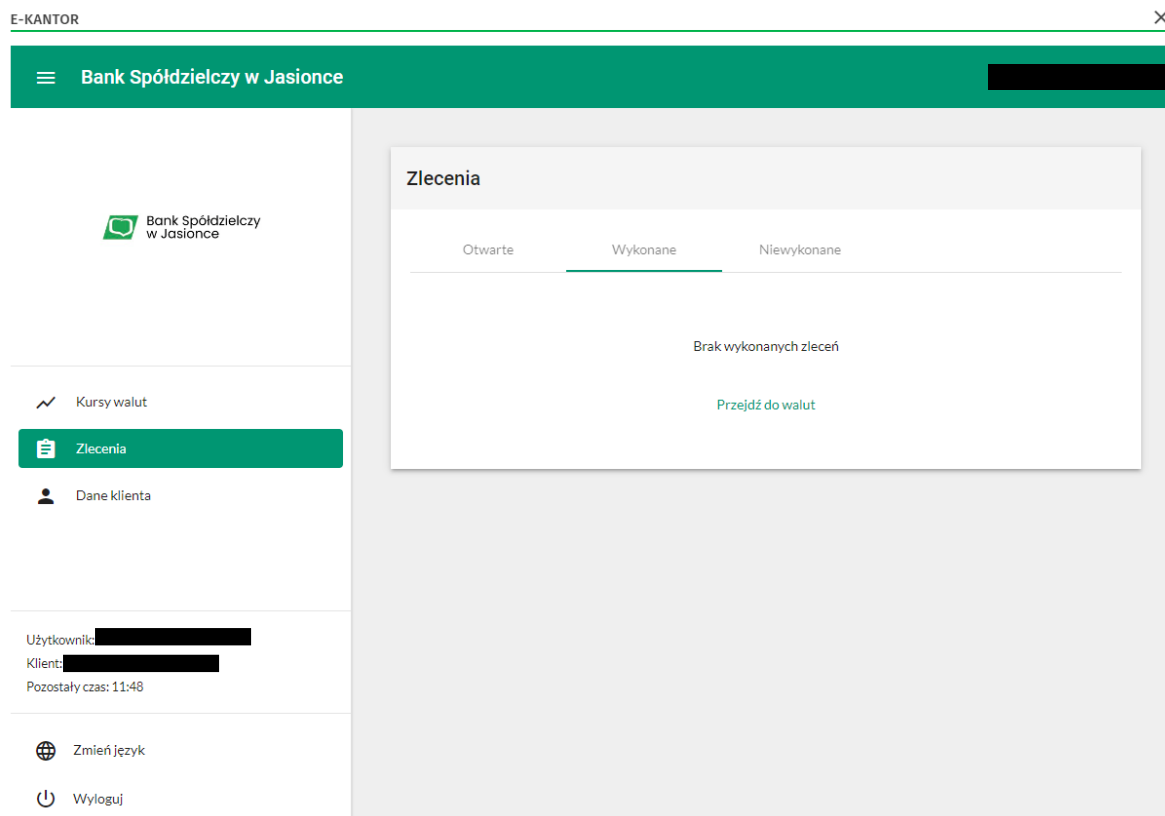 E-KANTOR
Bank Spółdzielczy w Jasionce
Bank Spółdzielczy
w Jasionce
Kursy walut
Zlecenia
Dane klienta
Użytkownik:
Klient:
Pozostały czas: 11:48
Zmień język
Wyloguj
Zlecenia
Otwarte Wykonane Niewykonane
Brak wykonanych zleceń
Przejdź do walut